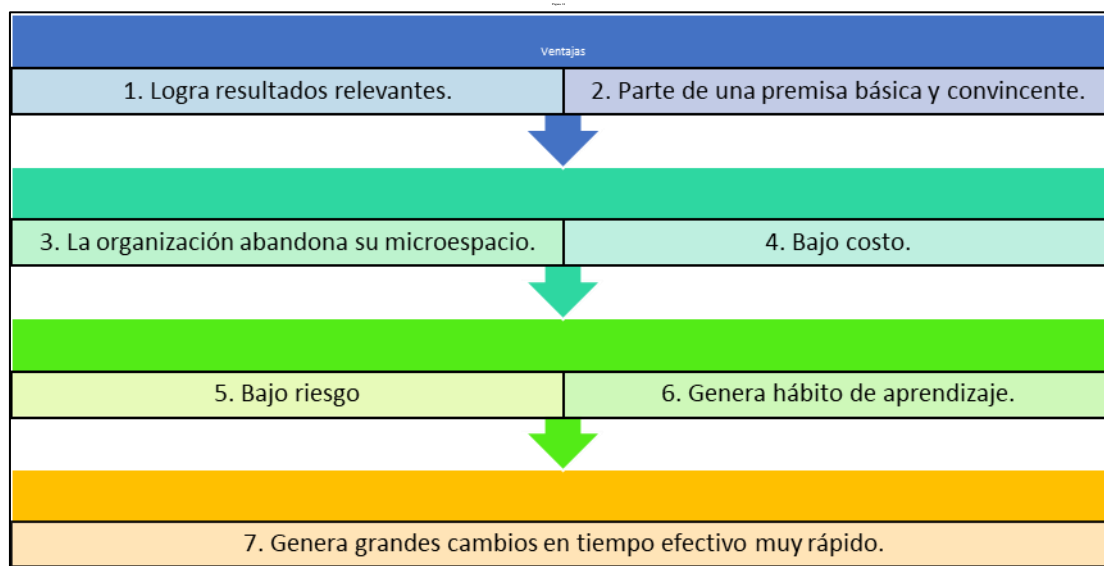 Ventajas
1. Logra resultados relevantes.
2. Parte de una premisa básica y convincente.
3. La organización abandona su microespacio.
4. Bajo costo.
5. Bajo riesgo
6. Genera hábito de aprendizaje.
7. Genera grandes cambios en tiempo efectivo muy rápido.